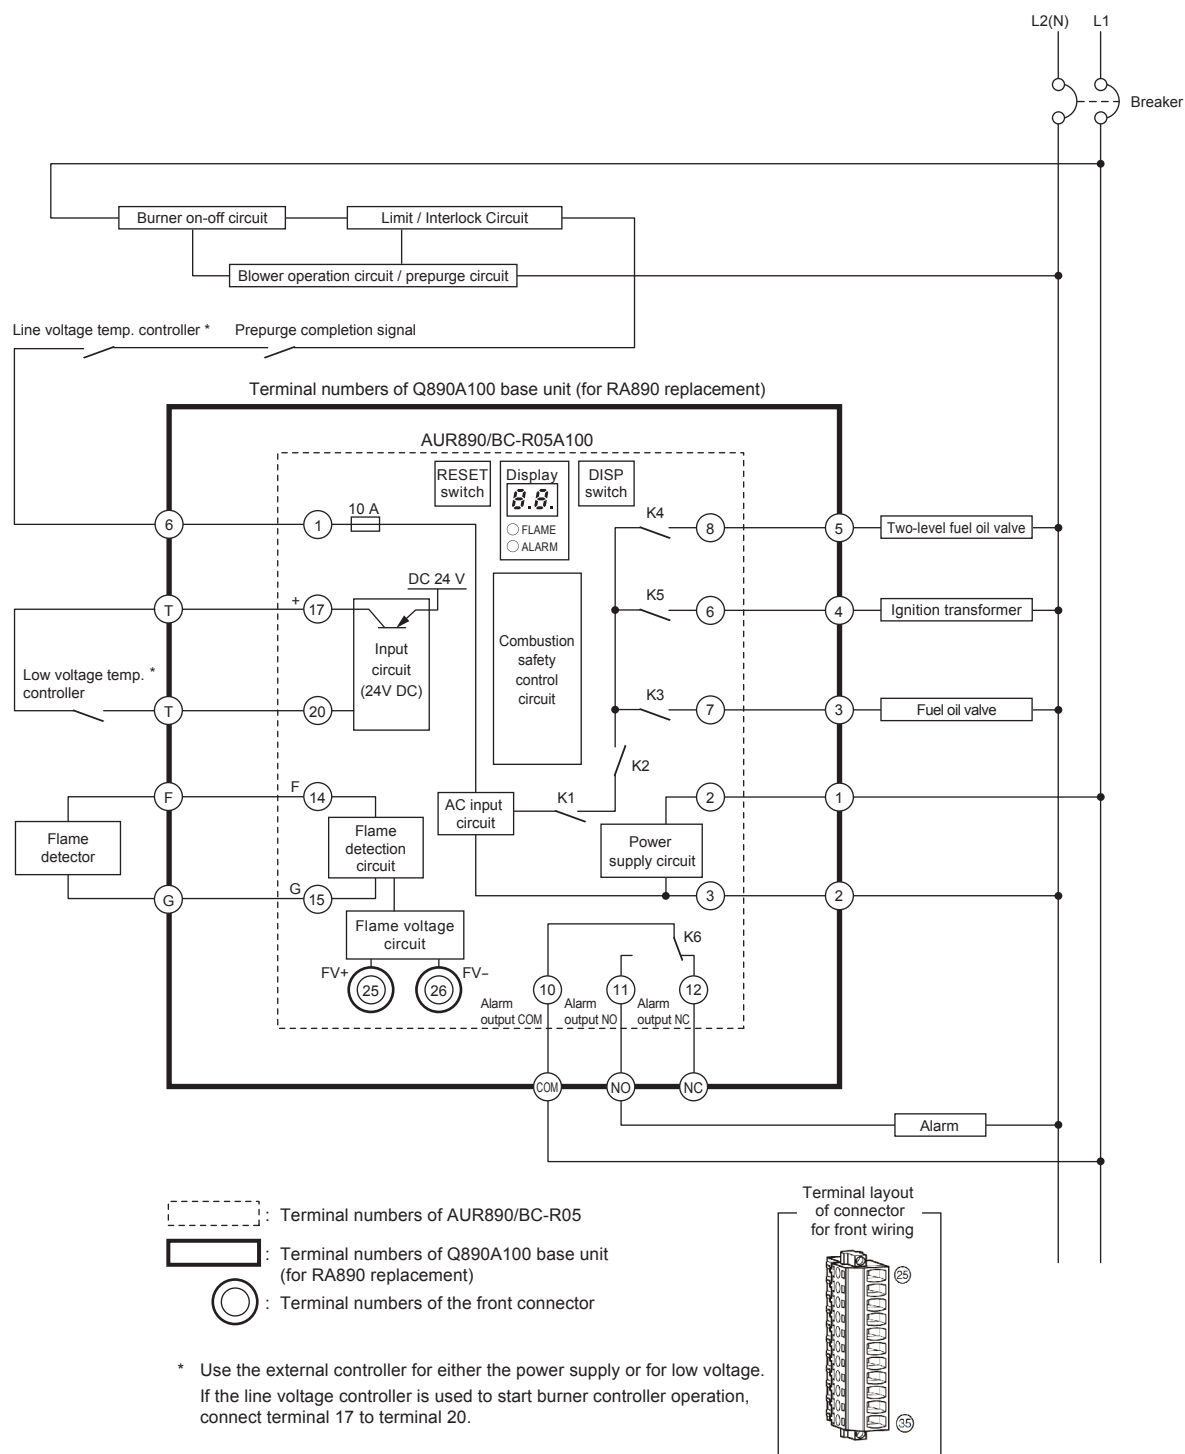 L2(N) L1
Breaker
Burner on-off circuit
Limit / Interlock Circuit
Blower operation circuit / prepurge circuit
Line voltage temp. controller *
Prepurge completion signal
Terminal numbers of Q890A100 base unit (for RA890 replacement)
AUR890/BC-R05A100
RESET
switch
Display
8.8.
FLAME
ALARM
DISP
switch
6
1
10 A
K4
8
5
Two-level fuel oil valve
DC 24 V
T
+
17
Input
circuit
(24V DC)
Combustion
safety
control
circuit
K5
6
4
Ignition transformer
Low voltage temp. *
controller
T
20
K3
7
3
Fuel oil valve
K2
F
F
14
AC input
circuit
K1
2
1
Flame
detector
Flame
detection
circuit
Power
supply circuit
G
G
15
3
2
Flame voltage
circuit
K6
FV+
25
26
FV–
10
11
12
Alarm
output COM
Alarm
output NO
Alarm
output NC
COM
NO
NC
Alarm
: Terminal numbers of AUR890/BC-R05
: Terminal numbers of Q890A100 base unit
(for RA890 replacement)
: Terminal numbers of the front connector
Terminal layout
of connector
for front wiring
25
35
* Use the external controller for either the power supply or for low voltage.
If the line voltage controller is used to start burner controller operation,
connect terminal 17 to terminal 20.